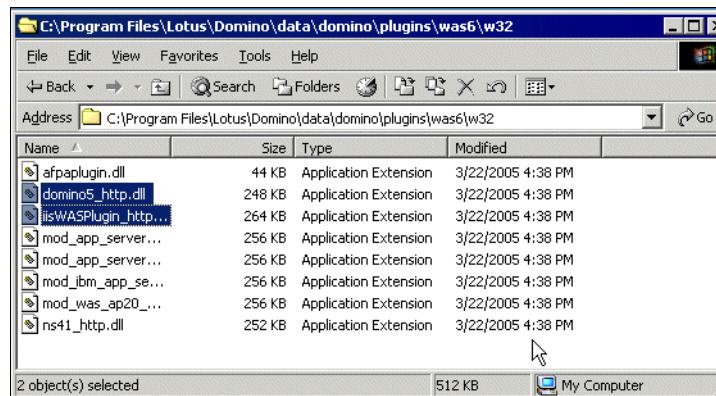 C:\Program Files\Lotus\Domino\data\domino\plugins\was6\w32
File Edit View Favorites Tools Help
Back Search Folders
Address C:\Program Files\Lotus\Domino\data\domino\plugins\was6\w32 Go
Name Size Type Modified
afpaplugin.dll 44 KB Application Extension 3/22/2005 4:38 PM
domino5_http.dll 248 KB Application Extension 3/22/2005 4:38 PM
iisWASPlugin_http... 264 KB Application Extension 3/22/2005 4:38 PM
mod_app_server... 256 KB Application Extension 3/22/2005 4:38 PM
mod_app_server... 256 KB Application Extension 3/22/2005 4:38 PM
mod_ibm_app_se... 256 KB Application Extension 3/22/2005 4:38 PM
mod_was_ap20_... 256 KB Application Extension 3/22/2005 4:38 PM
ns41_http.dll 252 KB Application Extension 3/22/2005 4:38 PM
2 object(s) selected 512 KB My Computer